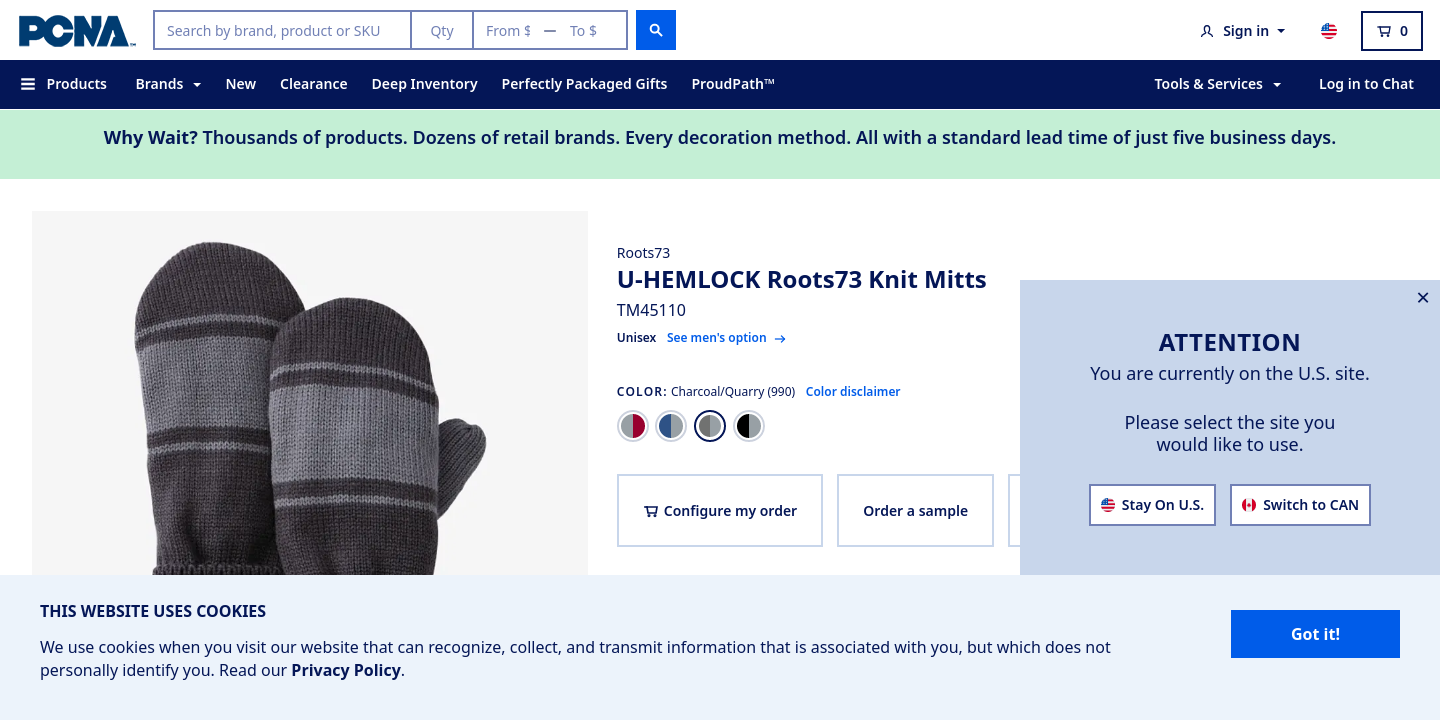 PCNA™
Search by brand, product or SKU
Qty
From $
To $
Sign in
0
Products
Brands
New
Clearance
Deep Inventory
Perfectly Packaged Gifts
ProudPath™
Tools & Services
Log in to Chat
Why Wait? Thousands of products. Dozens of retail brands. Every decoration method. All with a standard lead time of just five business days.
Roots73
U-HEMLOCK Roots73 Knit Mitts
TM45110
Unisex See men's option
COLOR: Charcoal/Quarry (990) Color disclaimer
Configure my order
Order a sample
ATTENTION
You are currently on the U.S. site.
Please select the site you
would like to use.
Stay On U.S.
Switch to CAN
THIS WEBSITE USES COOKIES
We use cookies when you visit our website that can recognize, collect, and transmit information that is associated with you, but which does not
personally identify you. Read our Privacy Policy.
Got it!